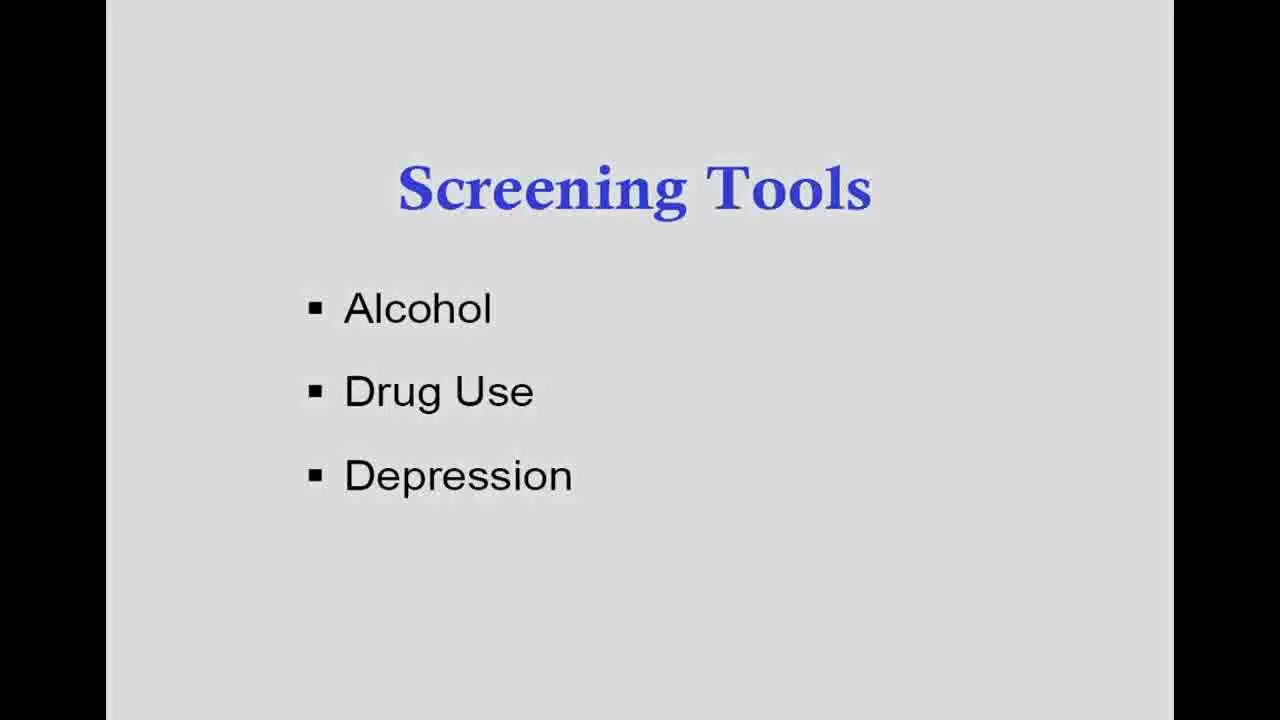 Screening Tools
▪ Alcohol
▪ Drug Use
▪ Depression